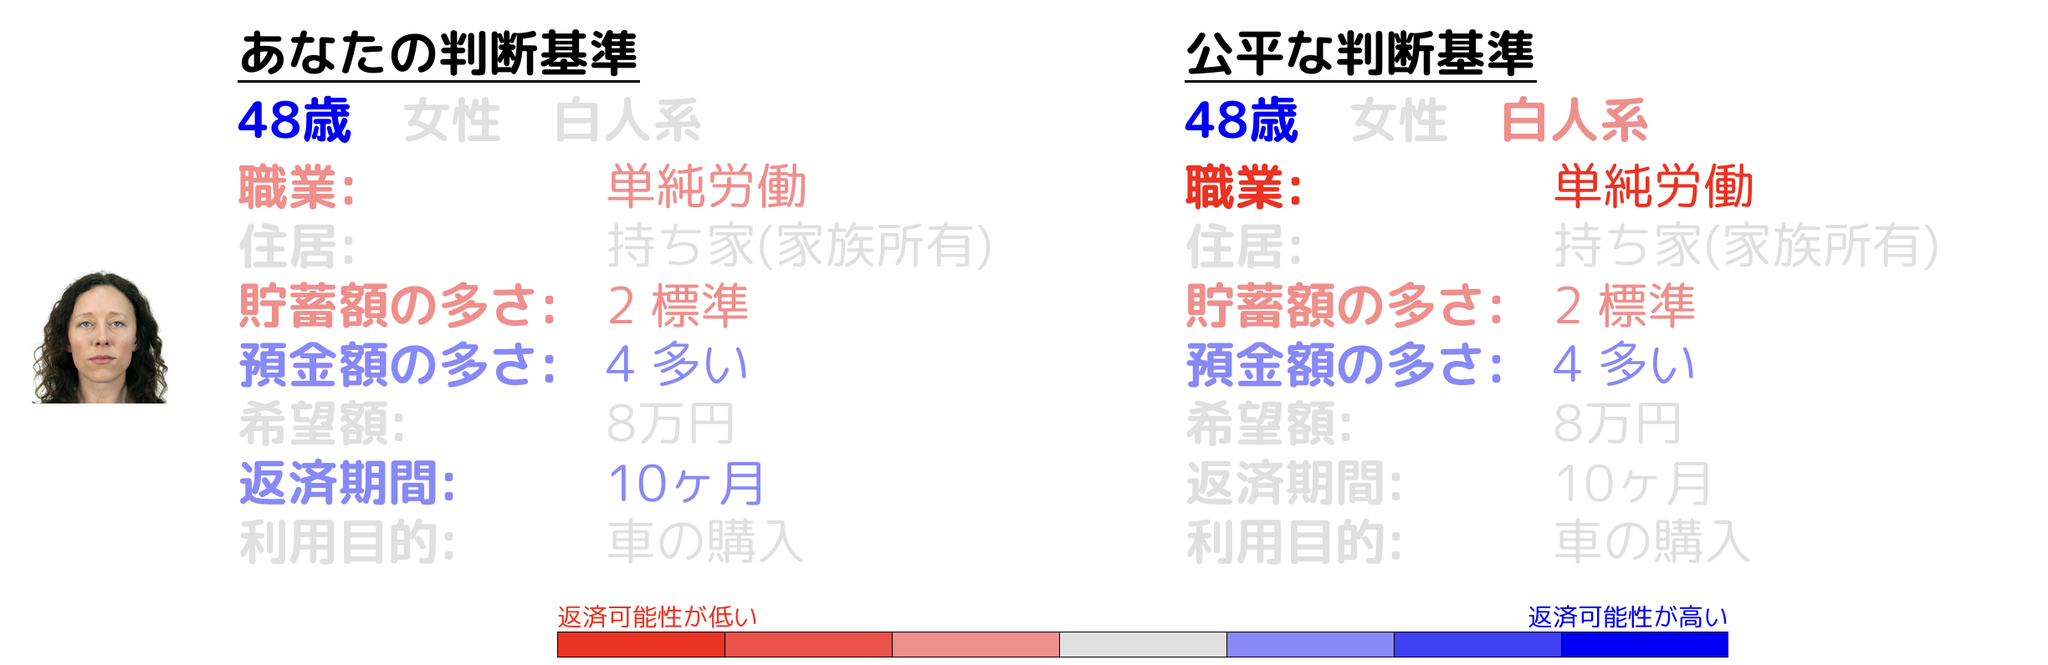 あなたの判断基準
48歳 女性 白人系
職業: 単純労働
住居: 持ち家(家族所有)
貯蓄額の多さ: 2 標準
預金額の多さ: 4 多い
希望額: 8万円
返済期間: 10ヶ月
利用目的: 車の購入
公平な判断基準
48歳 女性 白人系
職業: 単純労働
住居: 持ち家(家族所有)
貯蓄額の多さ: 2 標準
預金額の多さ: 4 多い
希望額: 8万円
返済期間: 10ヶ月
利用目的: 車の購入
返済可能性が低い
返済可能性が高い